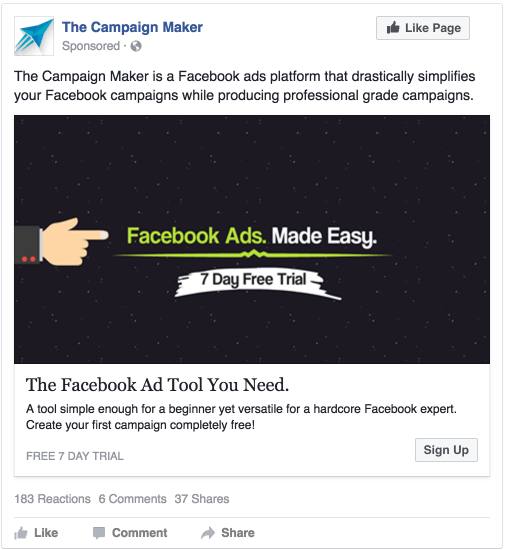 The Campaign Maker
Like Page
Sponsored ·
The Campaign Maker is a Facebook ads platform that drastically simplifies
your Facebook campaigns while producing professional grade campaigns.
Facebook Ads. Made Easy.
7 Day Free Trial
The Facebook Ad Tool You Need.
A tool simple enough for a beginner yet versatile for a hardcore Facebook expert.
Create your first campaign completely free!
FREE 7 DAY TRIAL
Sign Up
183 Reactions 6 Comments 37 Shares
Like Comment Share